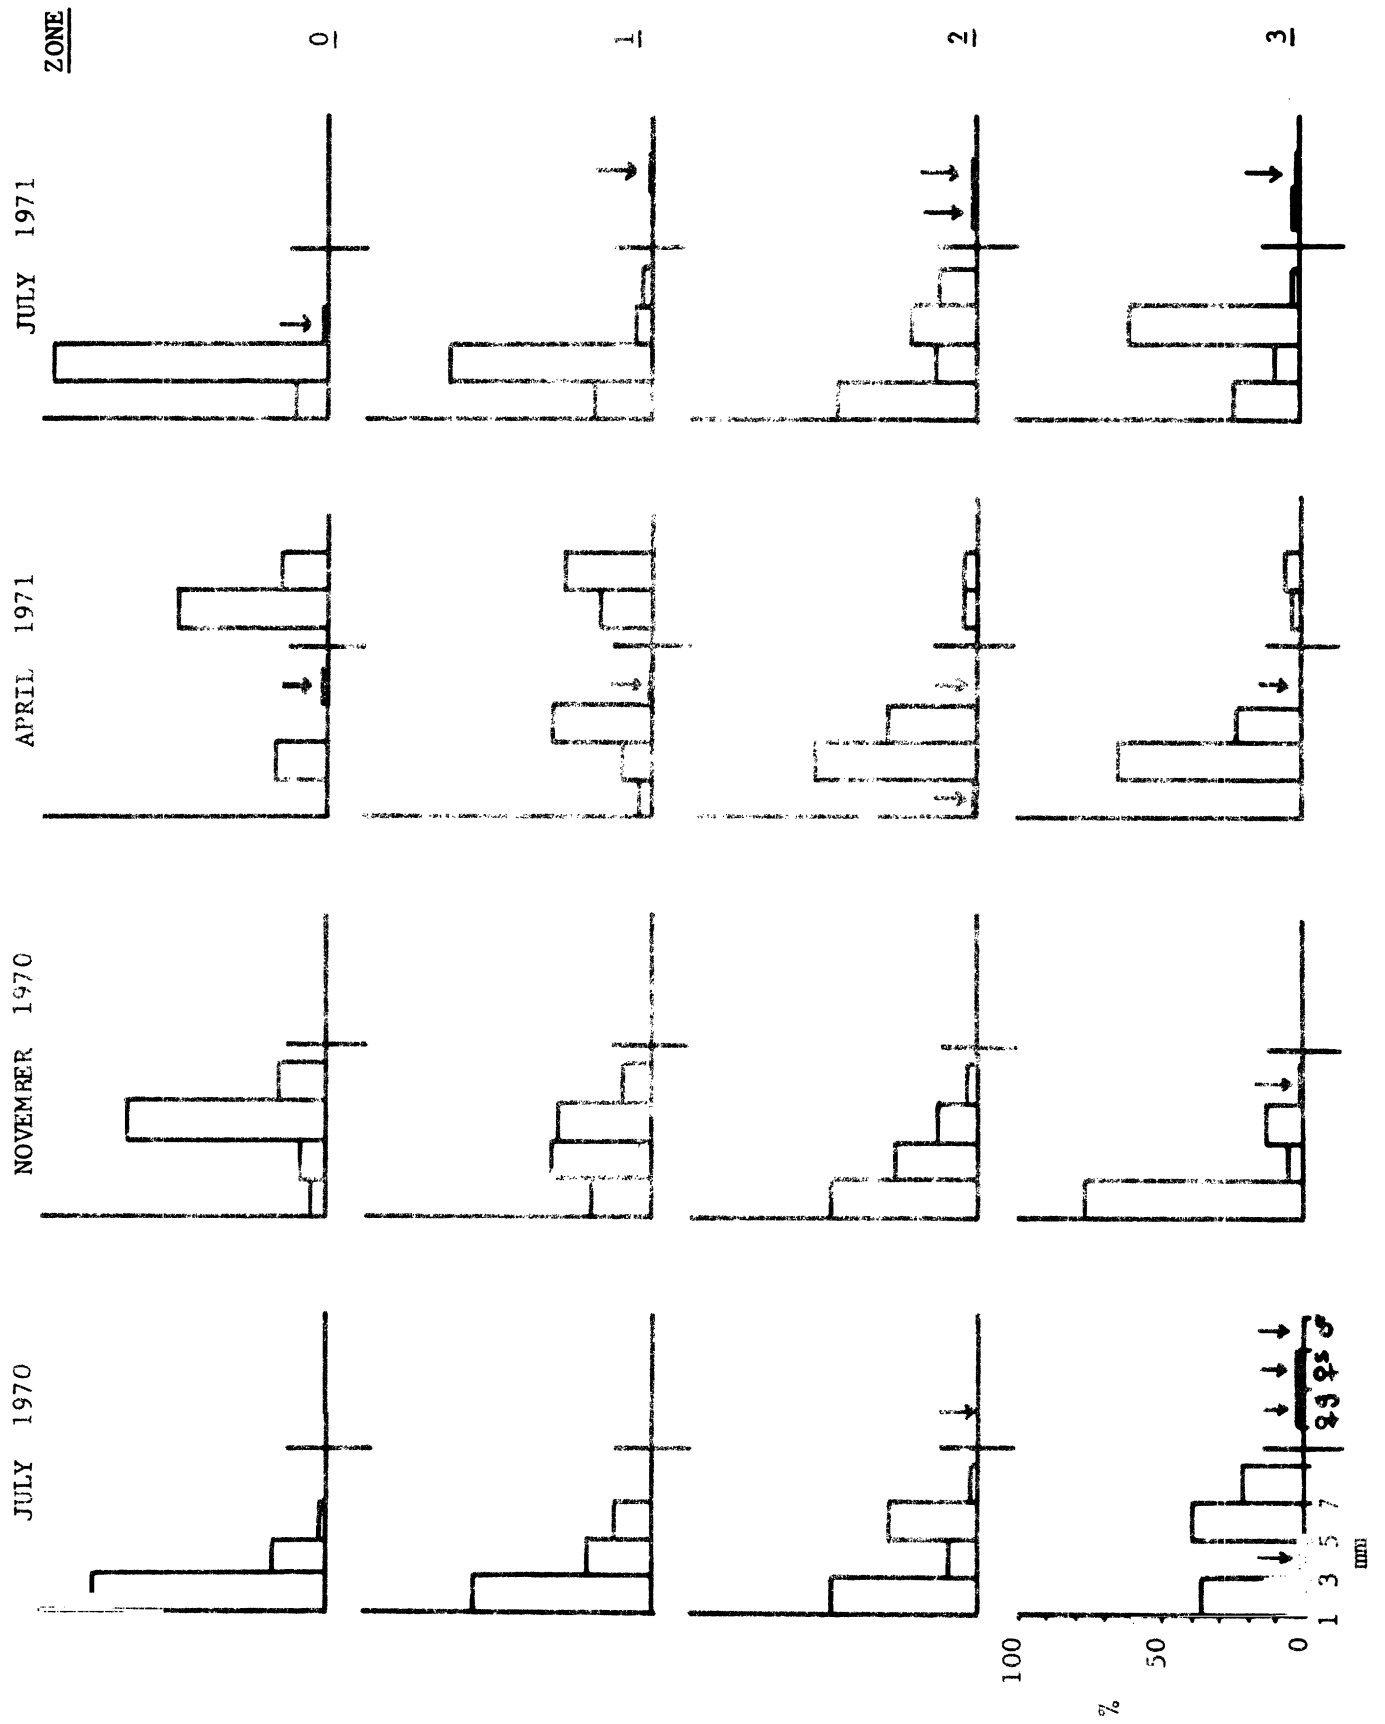 JULY 1970
NOVEMBER 1970
APRIL 1971
JULY 1971
ZONE
0
1
2
3
100
50
0
%
1 3 5 7
mm
♀g ♀s ♂